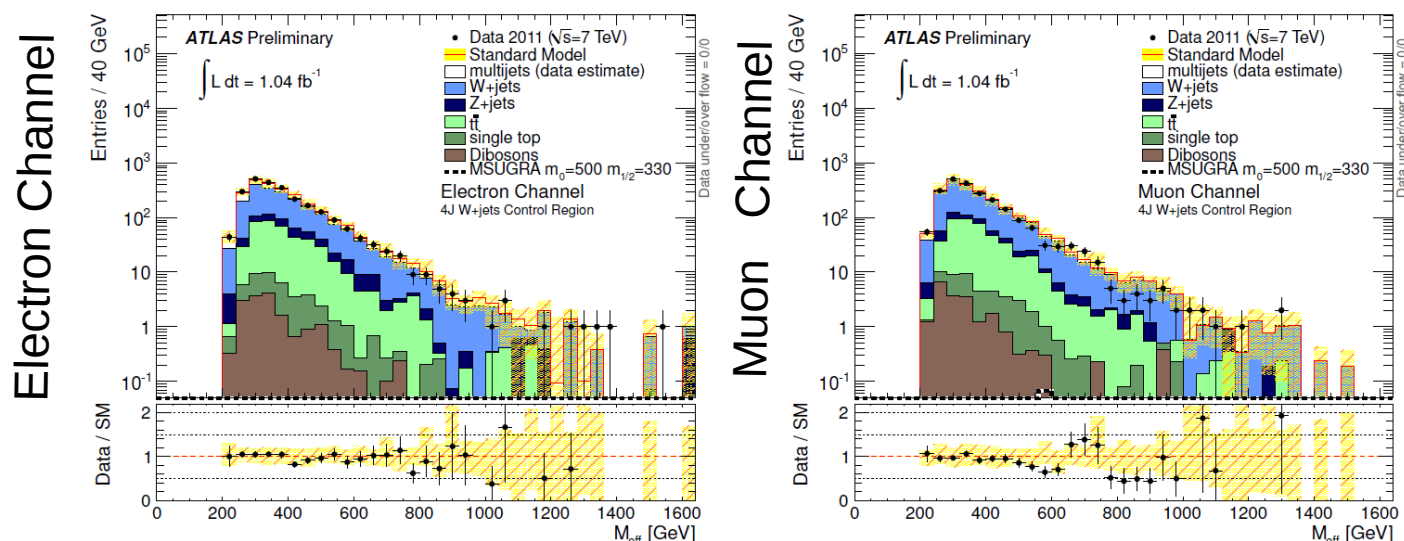 Electron Channel
ATLAS Preliminary
∫L dt = 1.04 fb⁻¹
Data 2011 (√s=7 TeV)
Standard Model
multijets (data estimate)
W+jets
Z+jets
tt̄
single top
Dibosons
MSUGRA m₀=500 m₁/₂=330
Electron Channel
4J W+jets Control Region
Entries / 40 GeV
10⁵
10⁴
10³
10²
10
1
10⁻¹
Data under/over flow = 0/0
Data / SM
2
1
0
0 200 400 600 800 1000 1200 1400 1600
M_eff [GeV]
Muon Channel
ATLAS Preliminary
∫L dt = 1.04 fb⁻¹
Data 2011 (√s=7 TeV)
Standard Model
multijets (data estimate)
W+jets
Z+jets
tt̄
single top
Dibosons
MSUGRA m₀=500 m₁/₂=330
Muon Channel
4J W+jets Control Region
Entries / 40 GeV
10⁵
10⁴
10³
10²
10
1
10⁻¹
Data under/over flow = 0/0
Data / SM
2
1
0
0 200 400 600 800 1000 1200 1400 1600
M_eff [GeV]